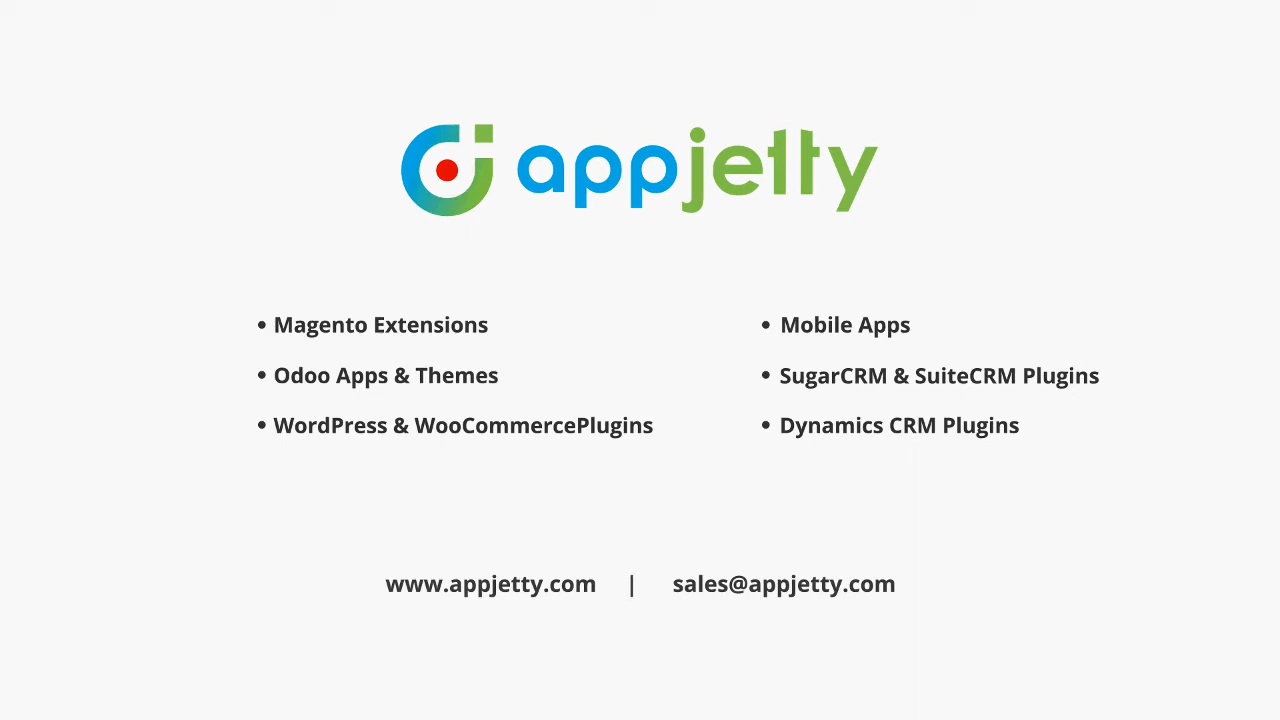 appjetty
• Magento Extensions
• Odoo Apps & Themes
• WordPress & WooCommercePlugins
• Mobile Apps
• SugarCRM & SuiteCRM Plugins
• Dynamics CRM Plugins
www.appjetty.com | sales@appjetty.com